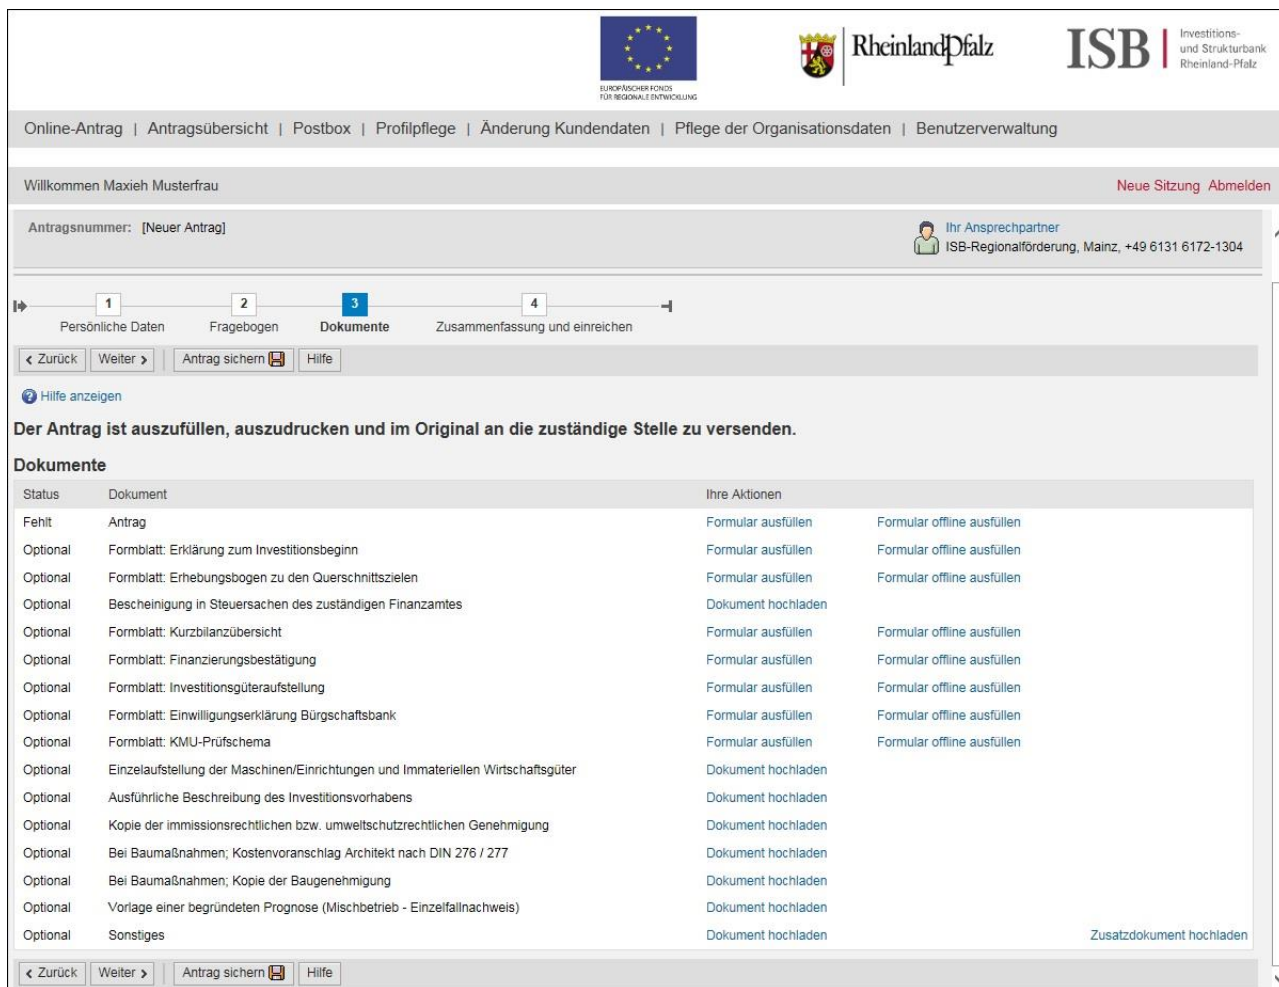 EUROPÄISCHER FONDS
FÜR REGIONALE ENTWICKLUNG
RheinlandPfalz
ISB
Investitions-
und Strukturbank
Rheinland-Pfalz
Online-Antrag | Antragsübersicht | Postbox | Profilpflege | Änderung Kundendaten | Pflege der Organisationsdaten | Benutzerverwaltung
Willkommen Maxieh Musterfrau Neue Sitzung Abmelden
Antragsnummer: [Neuer Antrag] Ihr Ansprechpartner
ISB-Regionalförderung, Mainz, +49 6131 6172-1304
1 2 3 4
Persönliche Daten Fragebogen Dokumente Zusammenfassung und einreichen
Zurück Weiter Antrag sichern Hilfe
Hilfe anzeigen
Der Antrag ist auszufüllen, auszudrucken und im Original an die zuständige Stelle zu versenden.
Dokumente
Status Dokument Ihre Aktionen
Fehlt Antrag Formular ausfüllen Formular offline ausfüllen
Optional Formblatt: Erklärung zum Investitionsbeginn Formular ausfüllen Formular offline ausfüllen
Optional Formblatt: Erhebungsbogen zu den Querschnittszielen Formular ausfüllen Formular offline ausfüllen
Optional Bescheinigung in Steuersachen des zuständigen Finanzamtes Dokument hochladen
Optional Formblatt: Kurzbilanzübersicht Formular ausfüllen Formular offline ausfüllen
Optional Formblatt: Finanzierungsbestätigung Formular ausfüllen Formular offline ausfüllen
Optional Formblatt: Investitionsgüteraufstellung Formular ausfüllen Formular offline ausfüllen
Optional Formblatt: Einwilligungserklärung Bürgschaftsbank Formular ausfüllen Formular offline ausfüllen
Optional Formblatt: KMU-Prüfschema Formular ausfüllen Formular offline ausfüllen
Optional Einzelaufstellung der Maschinen/Einrichtungen und Immateriellen Wirtschaftsgüter Dokument hochladen
Optional Ausführliche Beschreibung des Investitionsvorhabens Dokument hochladen
Optional Kopie der immissionsrechtlichen bzw. umweltschutzrechtlichen Genehmigung Dokument hochladen
Optional Bei Baumaßnahmen; Kostenvoranschlag Architekt nach DIN 276 / 277 Dokument hochladen
Optional Bei Baumaßnahmen; Kopie der Baugenehmigung Dokument hochladen
Optional Vorlage einer begründeten Prognose (Mischbetrieb - Einzelfallnachweis) Dokument hochladen
Optional Sonstiges Dokument hochladen Zusatzdokument hochladen
Zurück Weiter Antrag sichern Hilfe